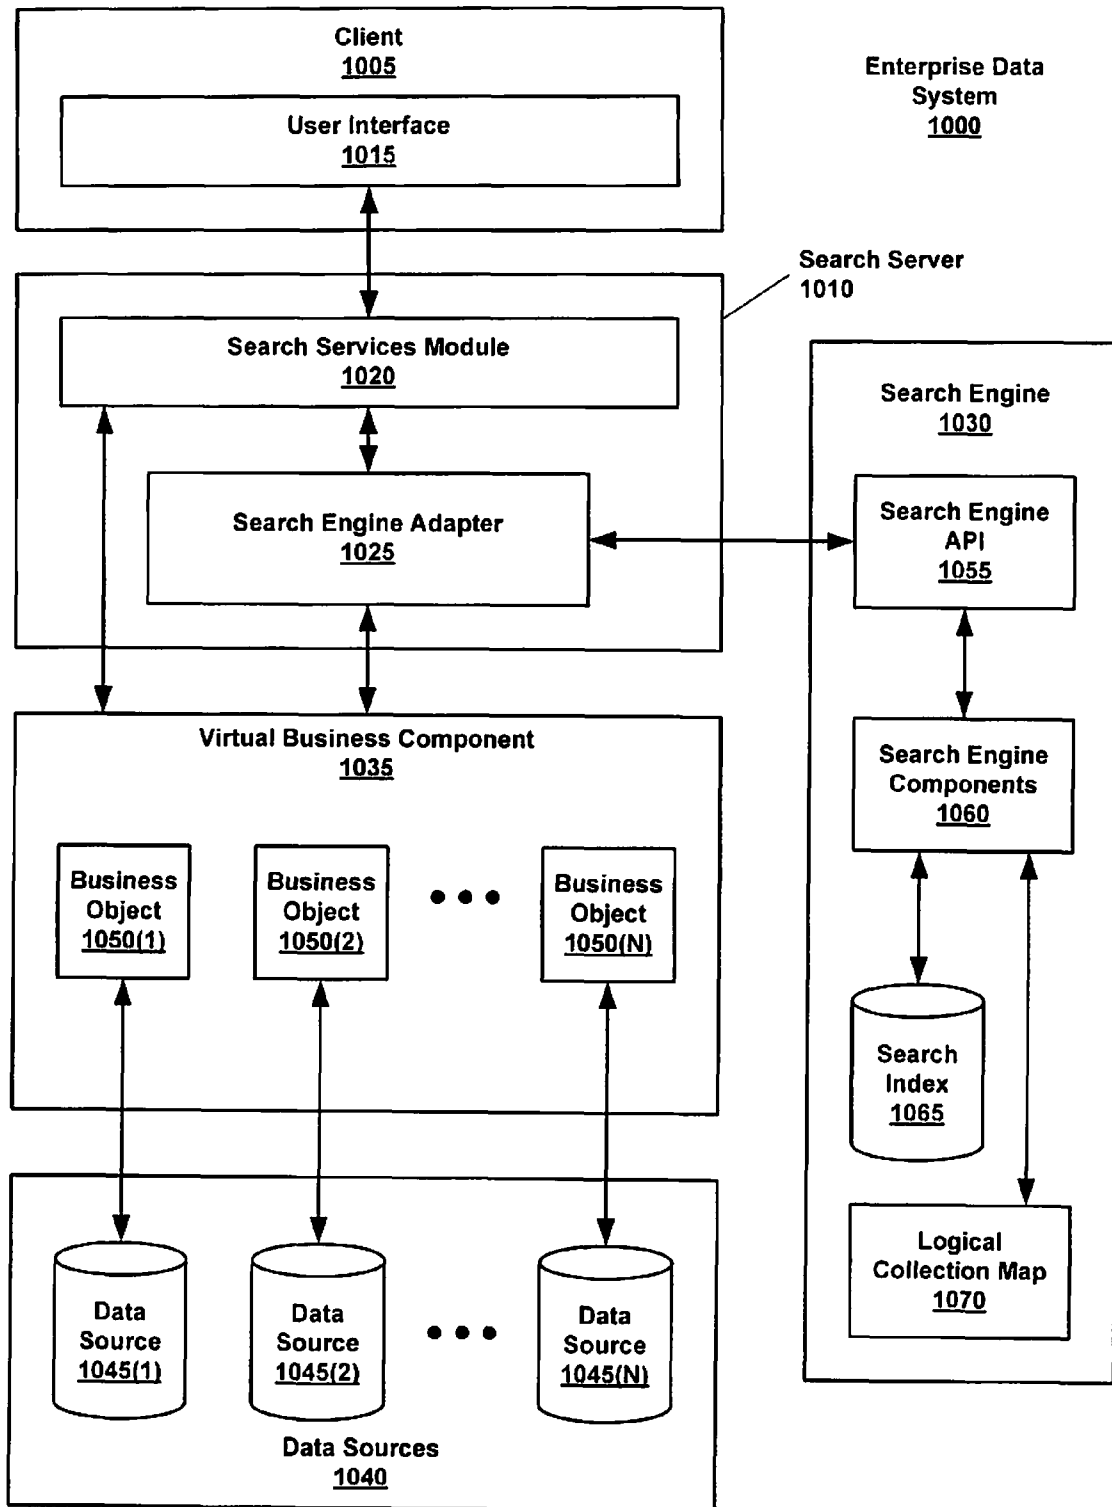 Client
1005
User Interface
1015
Enterprise Data
System
1000
Search Server
1010
Search Services Module
1020
Search Engine Adapter
1025
Search Engine
1030
Search Engine
API
1055
Search Engine
Components
1060
Search
Index
1065
Logical
Collection Map
1070
Virtual Business Component
1035
Business
Object
1050(1)
Business
Object
1050(2)
Business
Object
1050(N)
Data
Source
1045(1)
Data
Source
1045(2)
Data
Source
1045(N)
Data Sources
1040